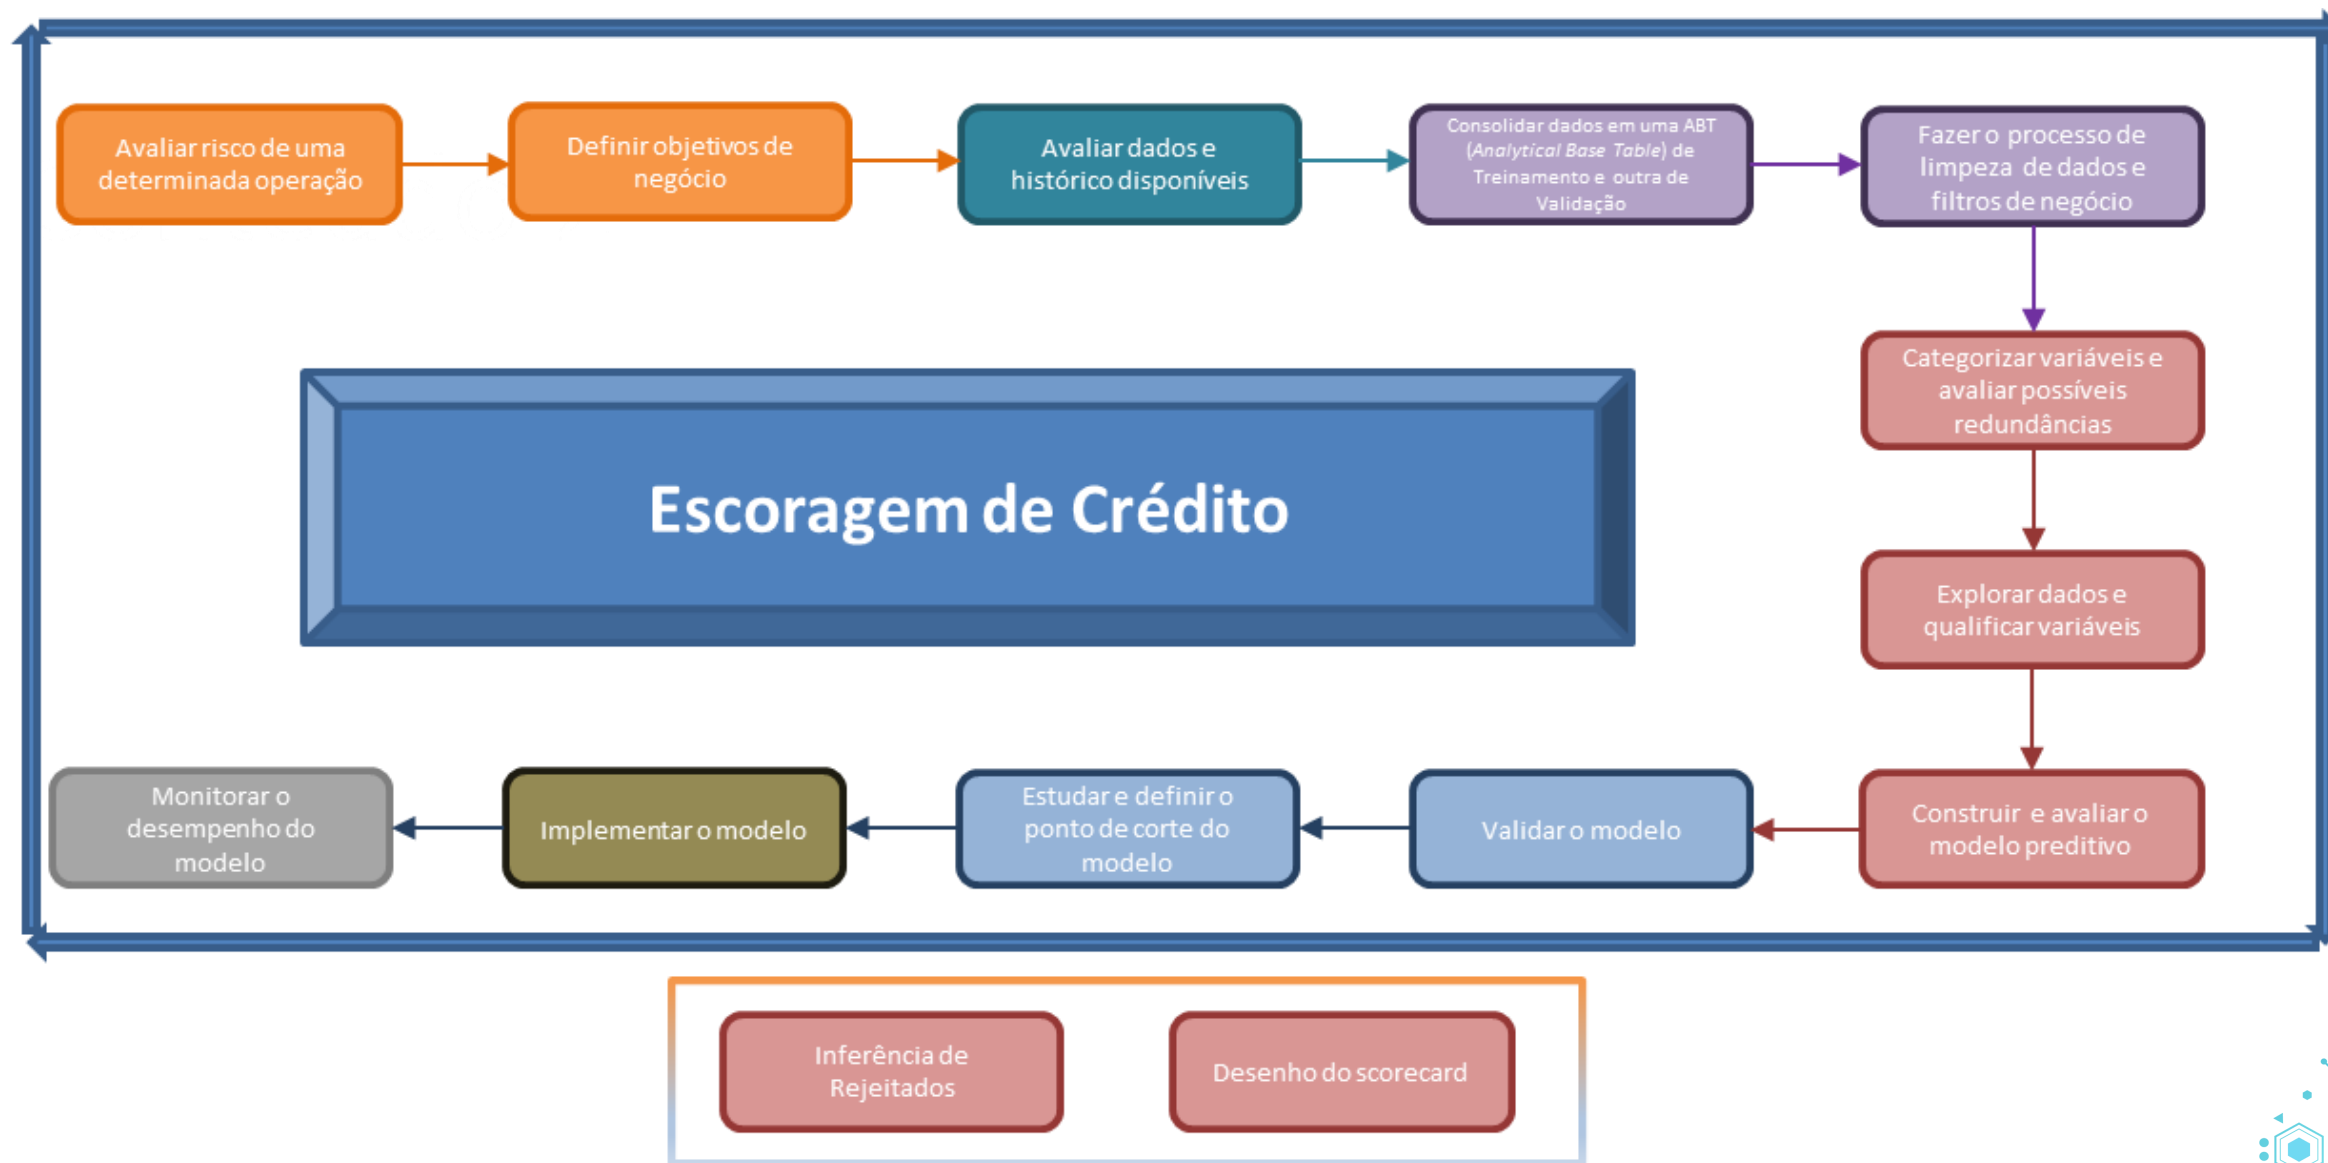 Avaliar risco de uma
determinada operação
Definir objetivos de
negócio
Avaliar dados e
histórico disponíveis
Consolidar dados em uma ABT
(Analytical Base Table) de
Treinamento e outra de
Validação
Fazer o processo de
limpeza de dados e
filtros de negócio
Categorizar variáveis e
avaliar possíveis
redundâncias
Escoragem de Crédito
Explorar dados e
qualificar variáveis
Monitorar o
desempenho do
modelo
Implementar o modelo
Estudar e definir o
ponto de corte do
modelo
Validar o modelo
Construir e avaliar o
modelo preditivo
Inferência de
Rejeitados
Desenho do scorecard